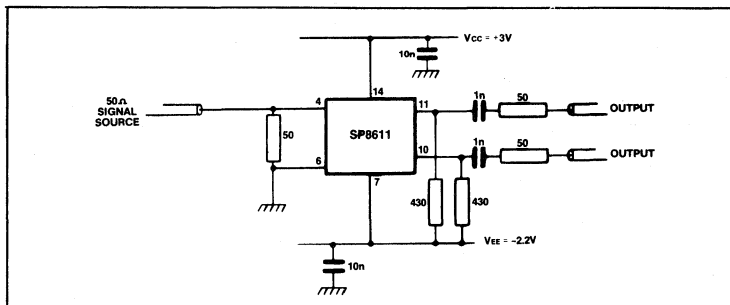 VCC = +3V
10n
50Ω
SIGNAL
SOURCE
14
4
11
1n
50
OUTPUT
50
SP8611
1n
50
OUTPUT
6
10
7
430
430
VEE = -2.2V
10n